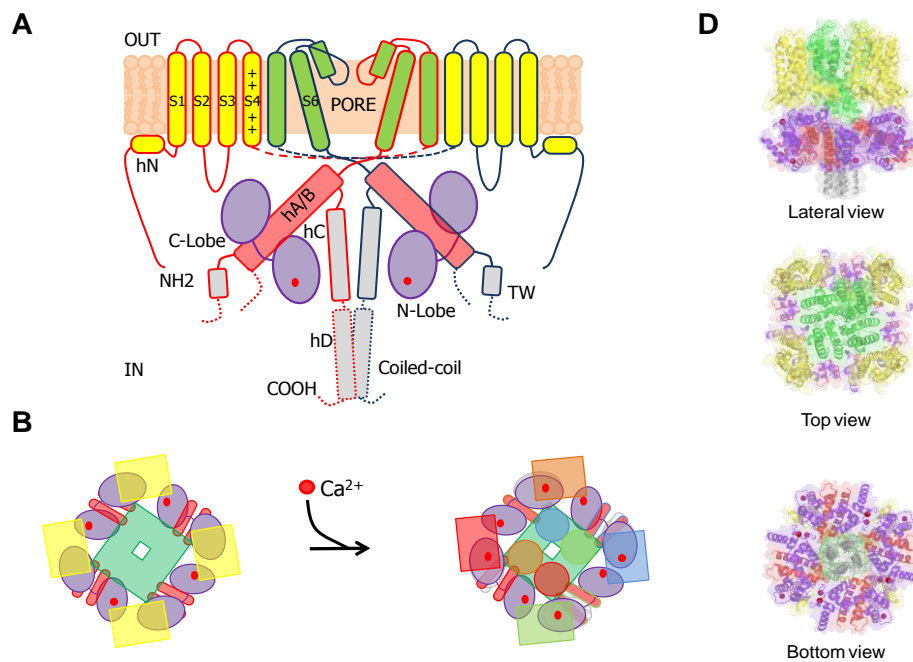 A
OUT
S1
S2
S3
S4
+
+
+
+
S6
PORE
hN
hA/B
hC
C-Lobe
NH2
N-Lobe
TW
hD
IN
Coiled-coil
COOH
B
Ca2+
D
Lateral view
Top view
Bottom view